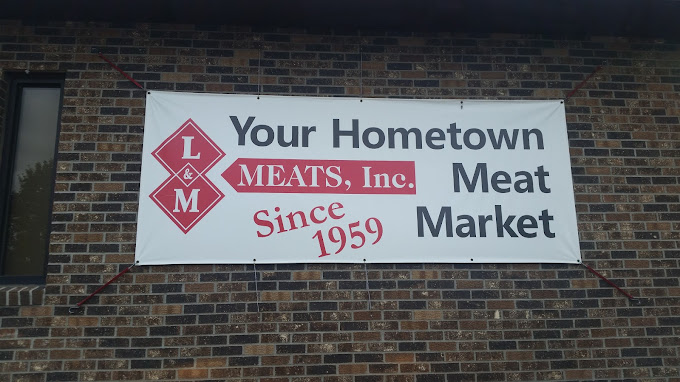 L
&
M
MEATS, Inc.
Since
1959
Your Hometown
Meat
Market